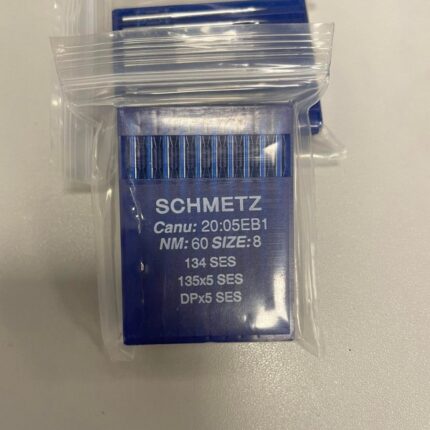 SCHMETZ
Canu: 20:05EB1
NM: 60 SIZE: 8
134 SES
135x5 SES
DPx5 SES